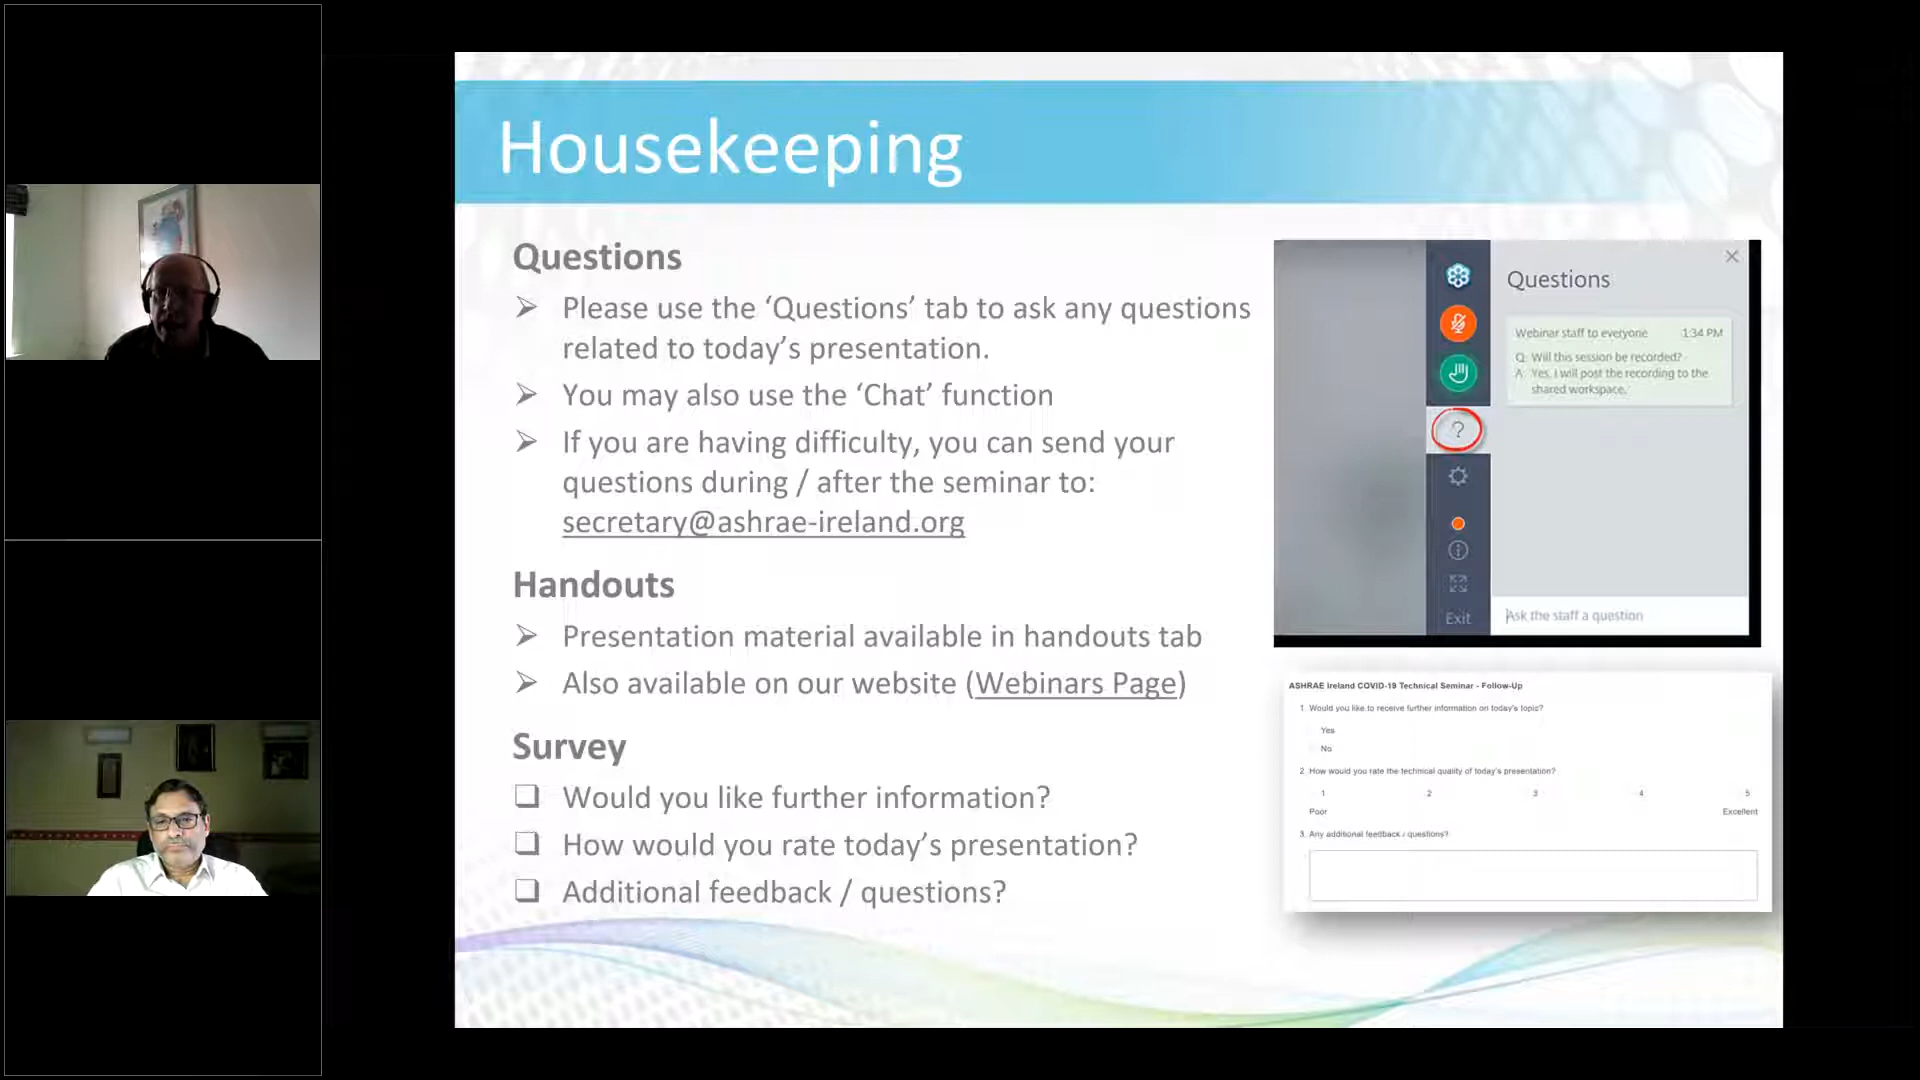 Housekeeping
Questions
➢ Please use the ‘Questions’ tab to ask any questions
related to today’s presentation.
➢ You may also use the ‘Chat’ function
➢ If you are having difficulty, you can send your
questions during / after the seminar to:
secretary@ashrae-ireland.org
Handouts
➢ Presentation material available in handouts tab
➢ Also available on our website (Webinars Page)
Survey
❑ Would you like further information?
❑ How would you rate today’s presentation?
❑ Additional feedback / questions?
Questions
Webinar staff to everyone 1:34 PM
Q: Will this session be recorded?
A: Yes, I will post the recording to the
shared workspace.
?
Exit
Ask the staff a question
ASHRAE Ireland COVID-19 Technical Seminar - Follow-Up
1. Would you like to receive further information on today's topic?
Yes
No
2. How would you rate the technical quality of today's presentation?
1 2 3 4 5
Poor Excellent
3. Any additional feedback / questions?